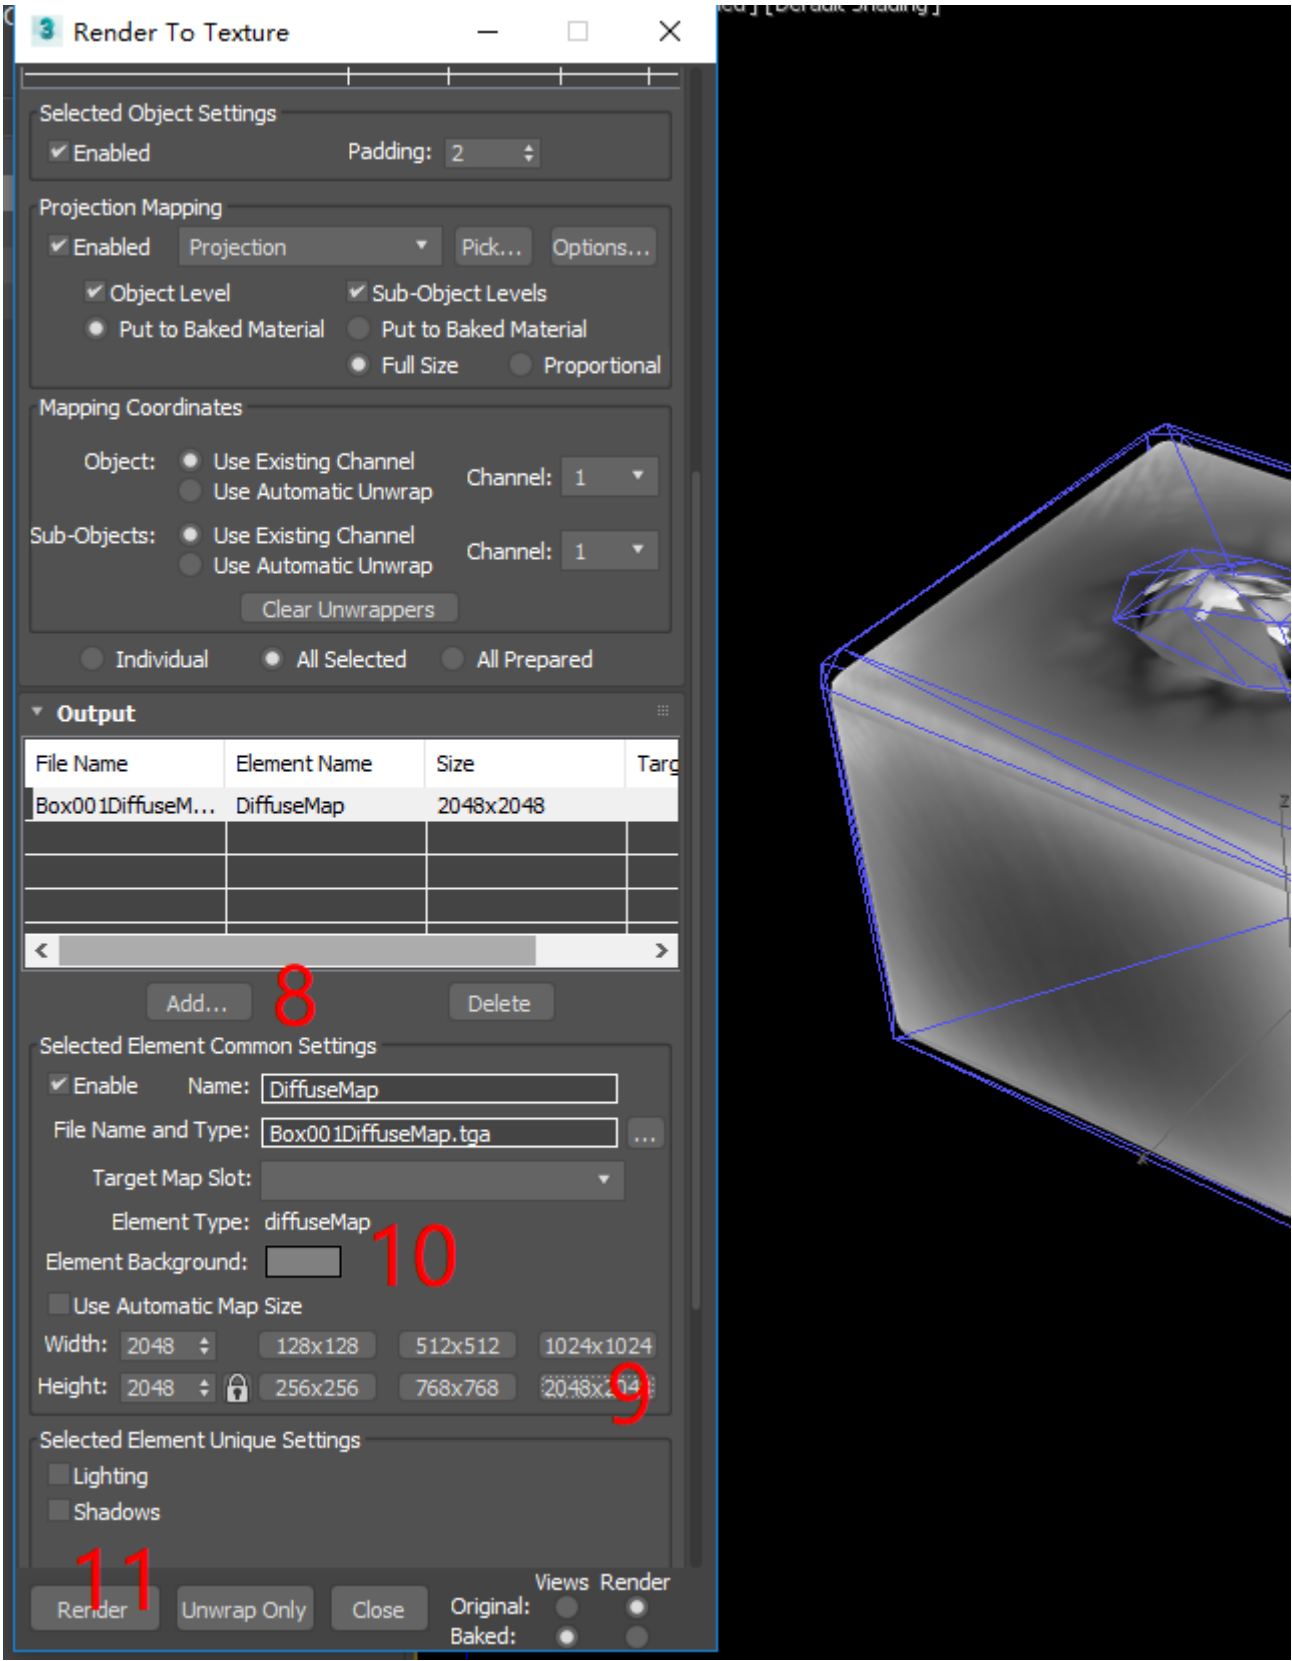 3 Render To Texture
[ Default Shading ]
Selected Object Settings
Enabled Padding: 2
Projection Mapping
Enabled Projection Pick... Options...
Object Level Sub-Object Levels
Put to Baked Material Put to Baked Material
Full Size Proportional
Mapping Coordinates
Object: Use Existing Channel Channel: 1
Use Automatic Unwrap
Sub-Objects: Use Existing Channel Channel: 1
Use Automatic Unwrap
Clear Unwrappers
Individual All Selected All Prepared
Output
File Name Element Name Size Targ
Box001DiffuseM... DiffuseMap 2048x2048
Add... 8 Delete
Selected Element Common Settings
Enable Name: DiffuseMap
File Name and Type: Box001DiffuseMap.tga ...
Target Map Slot:
Element Type: diffuseMap
10
Element Background:
Use Automatic Map Size
Width: 2048 128x128 512x512 1024x1024
Height: 2048 256x256 768x768 2048x204
9
Selected Element Unique Settings
Lighting
Shadows
11
Views Render
Render Unwrap Only Close Original:
Baked:
z
x